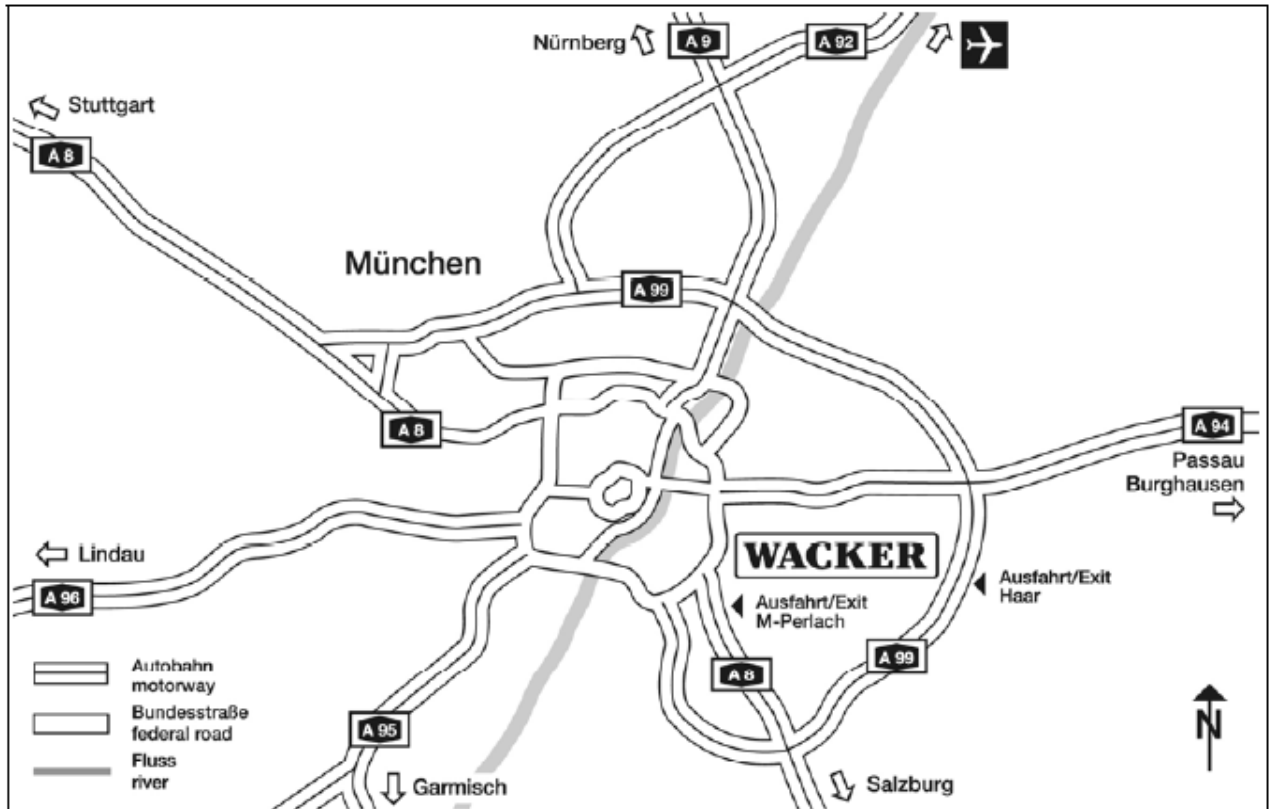 Nürnberg
A 9
A 92
Stuttgart
A 8
München
A 99
A 8
A 94
Passau
Burghausen
WACKER
Lindau
A 96
Ausfahrt/Exit
Haar
Ausfahrt/Exit
M-Perlach
A 99
A 8
Autobahn
motorway
Bundesstraße
federal road
Fluss
river
A 95
Garmisch
Salzburg
N